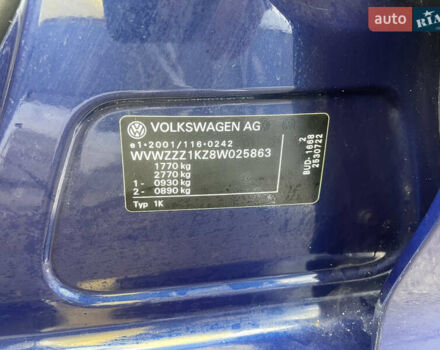 auto RIA
VOLKSWAGEN AG
e1*2001/116*0242
WVWZZZ1KZ8W025863
1770 kg
2770 kg
1 - 0930 kg
2 - 0890 kg
Typ 1K
2
BUD-1668
2530722